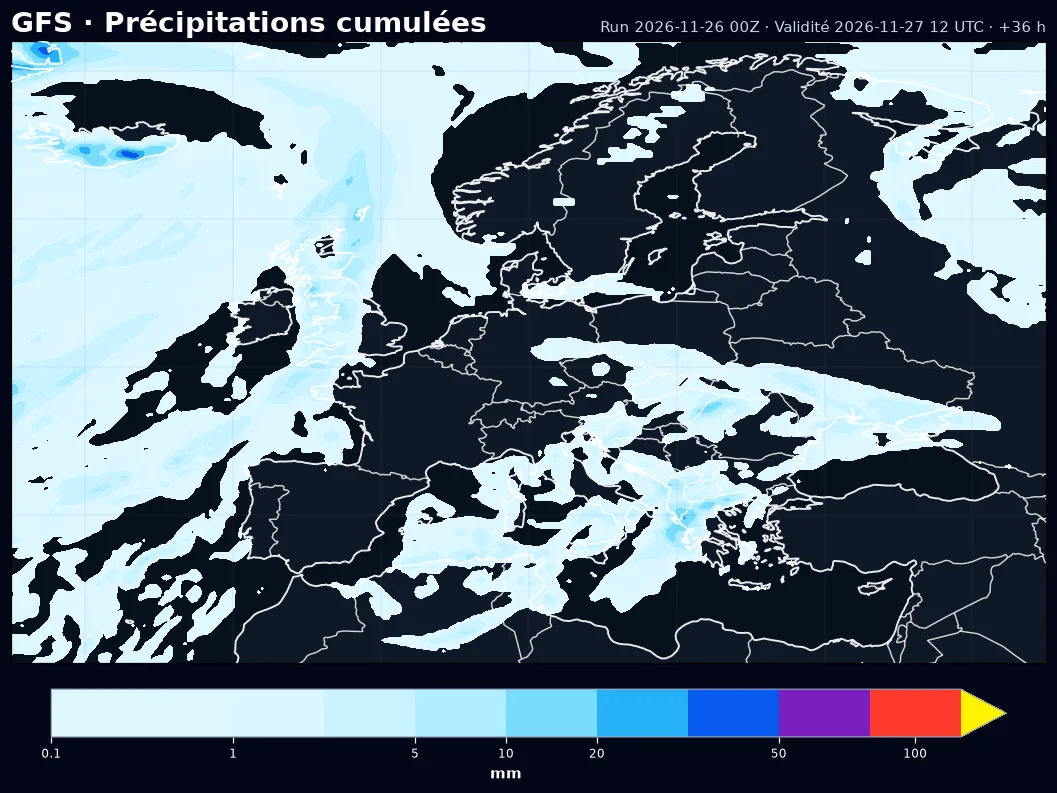 GFS · Précipitations cumulées
Run 2026-11-26 00Z · Validité 2026-11-27 12 UTC · +36 h
0.1 1 5 10 20 50 100
mm